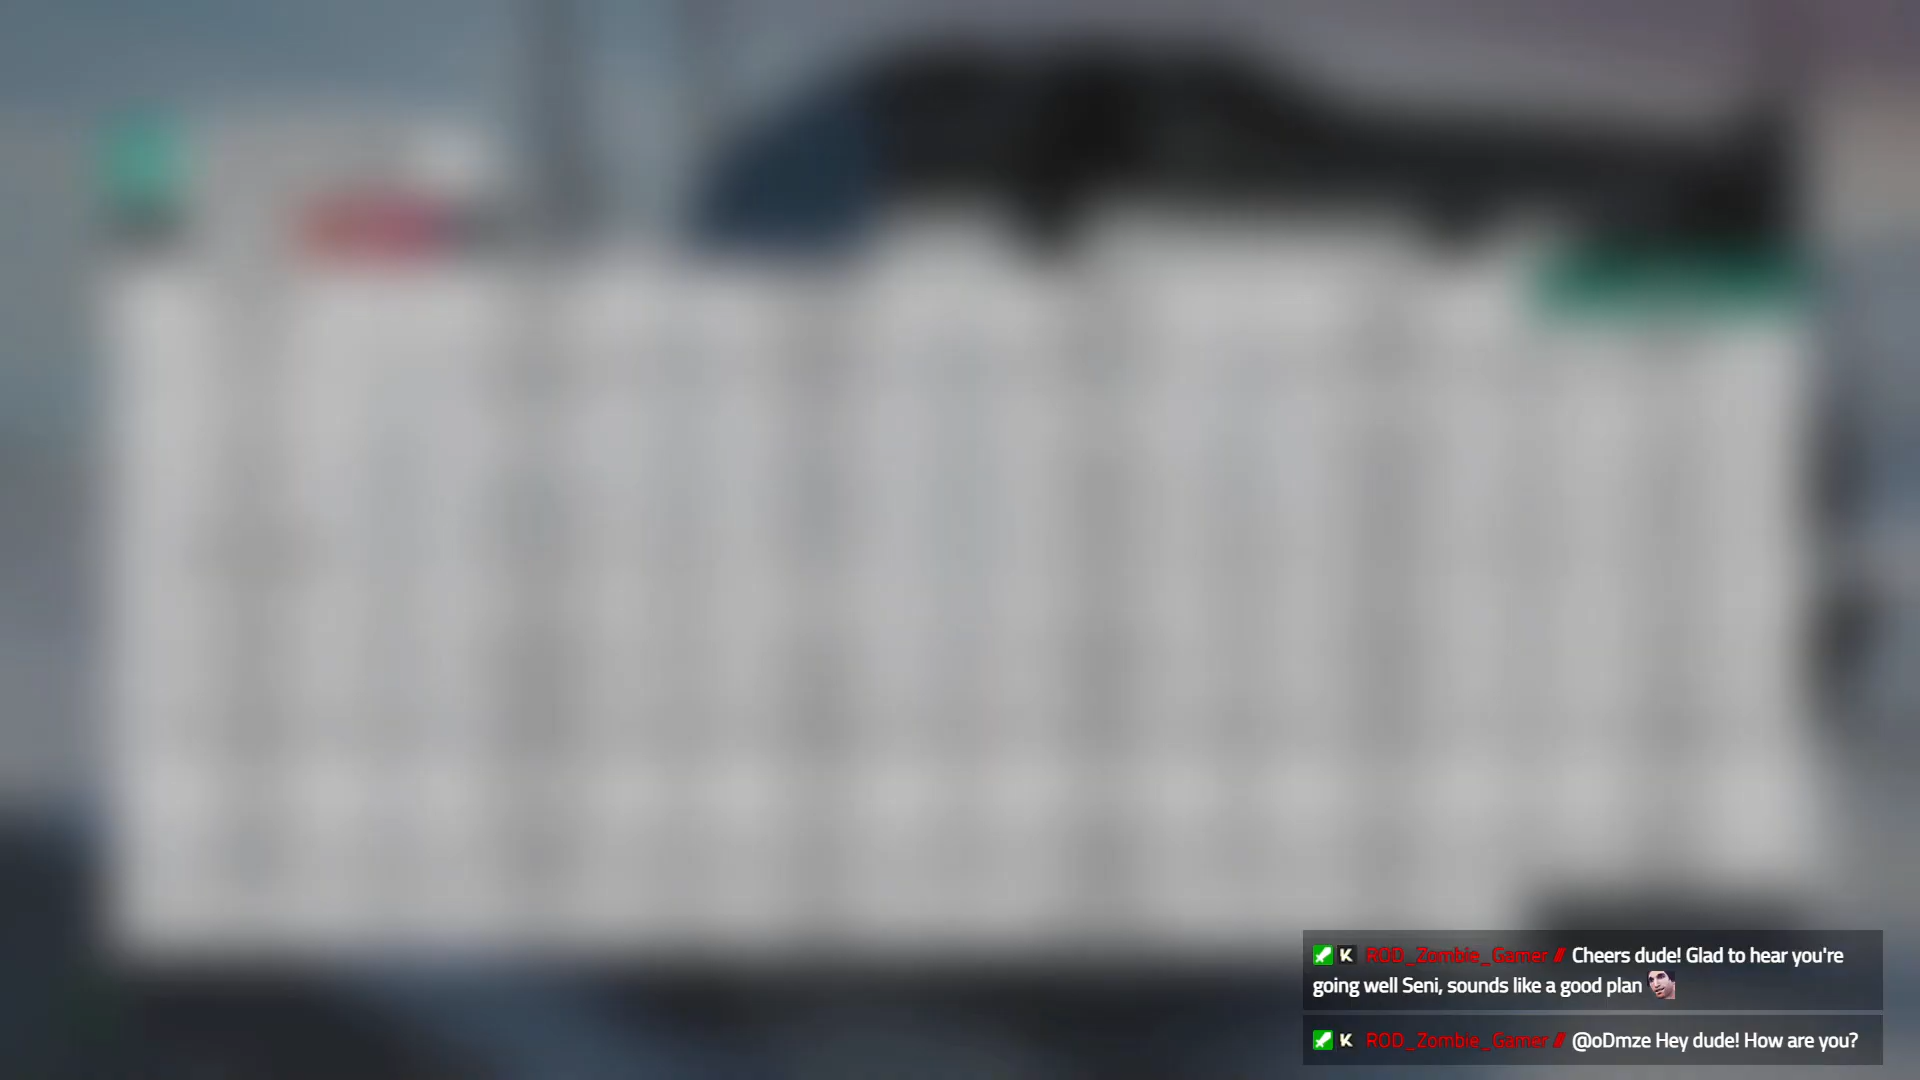 K ROD_Zombie_Gamer // Cheers dude! Glad to hear you're
going well Seni, sounds like a good plan
K ROD_Zombie_Gamer // @oDmze Hey dude! How are you?